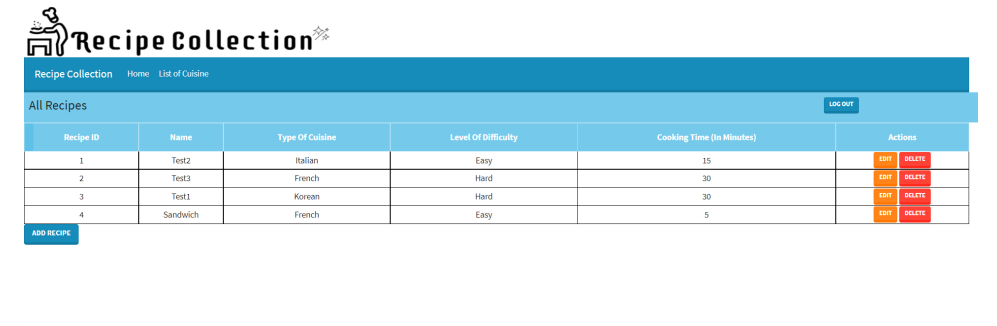 Recipe Collection
Recipe Collection Home List of Cuisine
All Recipes LOG OUT
Recipe ID Name Type Of Cuisine Level Of Difficulty Cooking Time (In Minutes) Actions
1 Test2 Italian Easy 15 EDIT DELETE
2 Test3 French Hard 30 EDIT DELETE
3 Test1 Korean Hard 30 EDIT DELETE
4 Sandwich French Easy 5 EDIT DELETE
ADD RECIPE